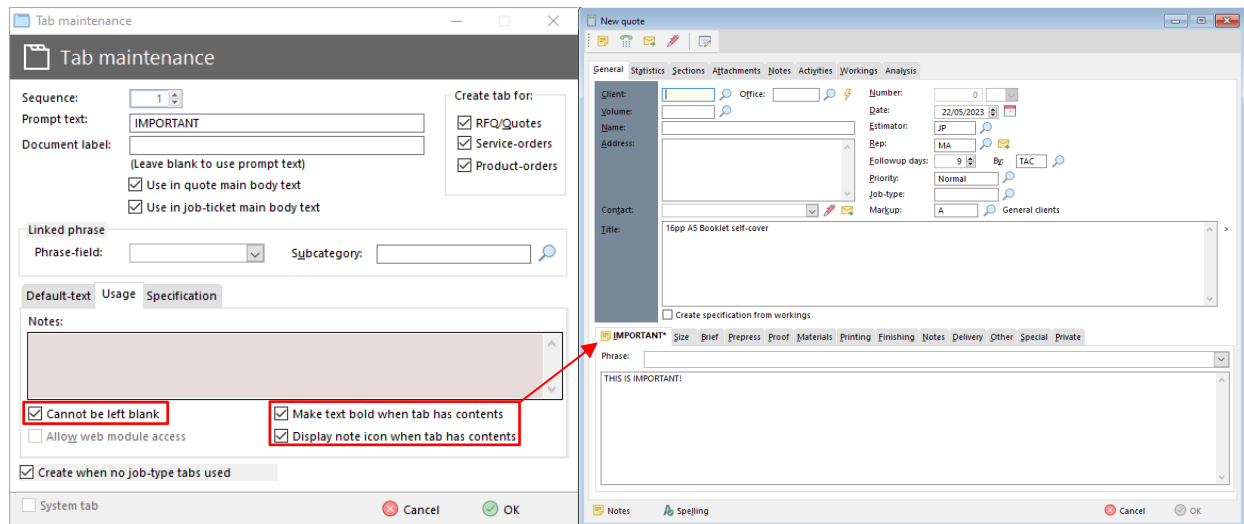 Tab maintenance
Tab maintenance
Sequence: 1
Prompt text: IMPORTANT
Document label:
(Leave blank to use prompt text)
Use in quote main body text
Use in job-ticket main body text
Create tab for:
RFQ/Quotes
Service-orders
Product-orders
Linked phrase
Phrase-field: Subcategory:
Default-text Usage Specification
Notes:
Cannot be left blank Make text bold when tab has contents
Allow web module access Display note icon when tab has contents
Create when no job-type tabs used
System tab Cancel OK
New quote
General Statistics Sections Attachments Notes Activities Workings Analysis
Client: Office: Number: 0
Volume: Date: 22/05/2023
Name: Estimator: JP
Address: Rep: MA
Followup days: 9 By: TAC
Priority: Normal
Job-type:
Contact: Markup: A General clients
Title: 16pp A5 Booklet self-cover >
Create specification from workings
IMPORTANT* Size Brief Prepress Proof Materials Printing Finishing Notes Delivery Other Special Private
Phrase:
THIS IS IMPORTANT!
Notes Spelling Cancel OK